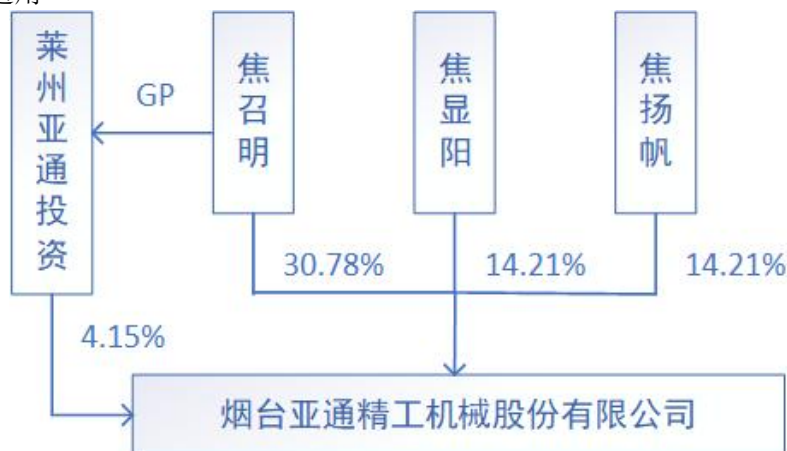 莱州亚通投资
GP
焦召明
焦显阳
焦扬帆
30.78%
14.21%
14.21%
4.15%
烟台亚通精工机械股份有限公司